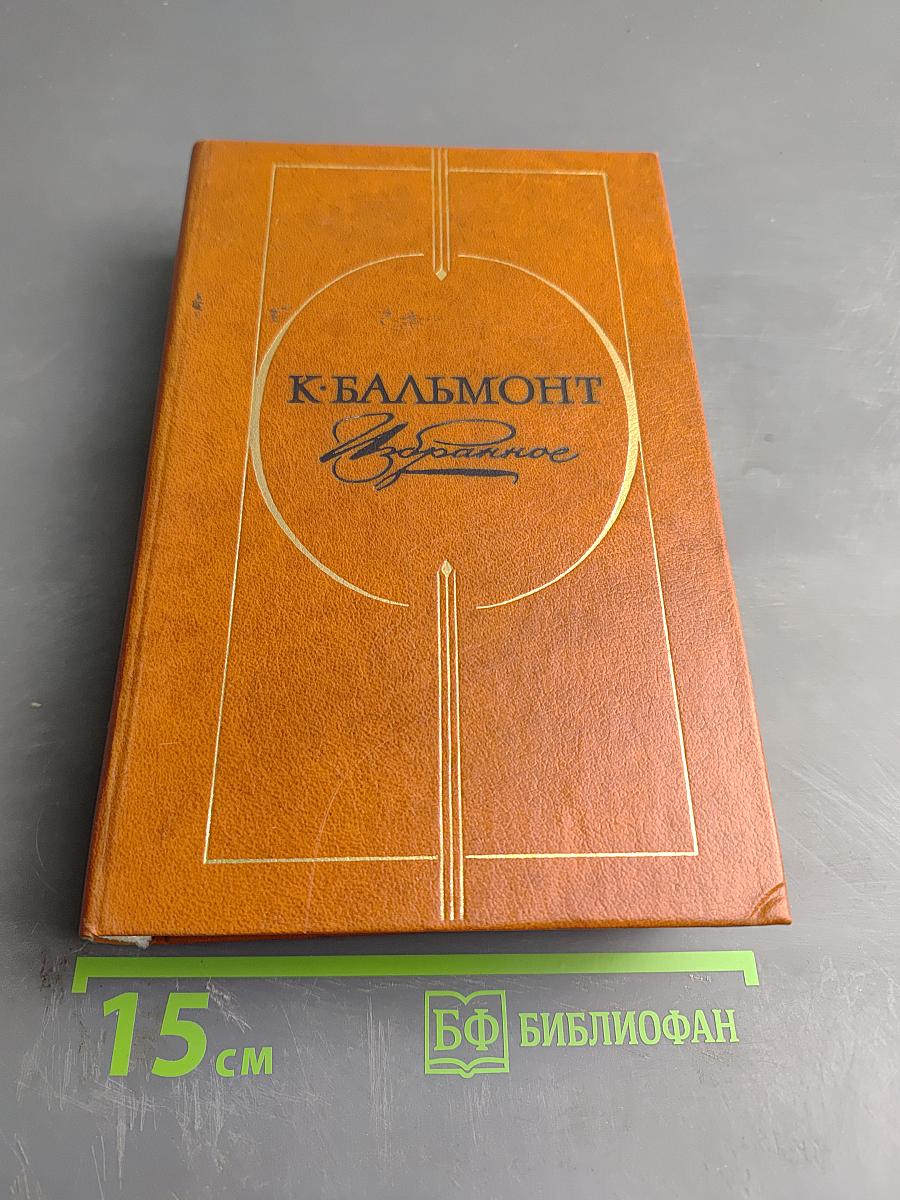 К·БАЛЬМОНТ
Избранное
15 см
БФ БИБЛИОФАН